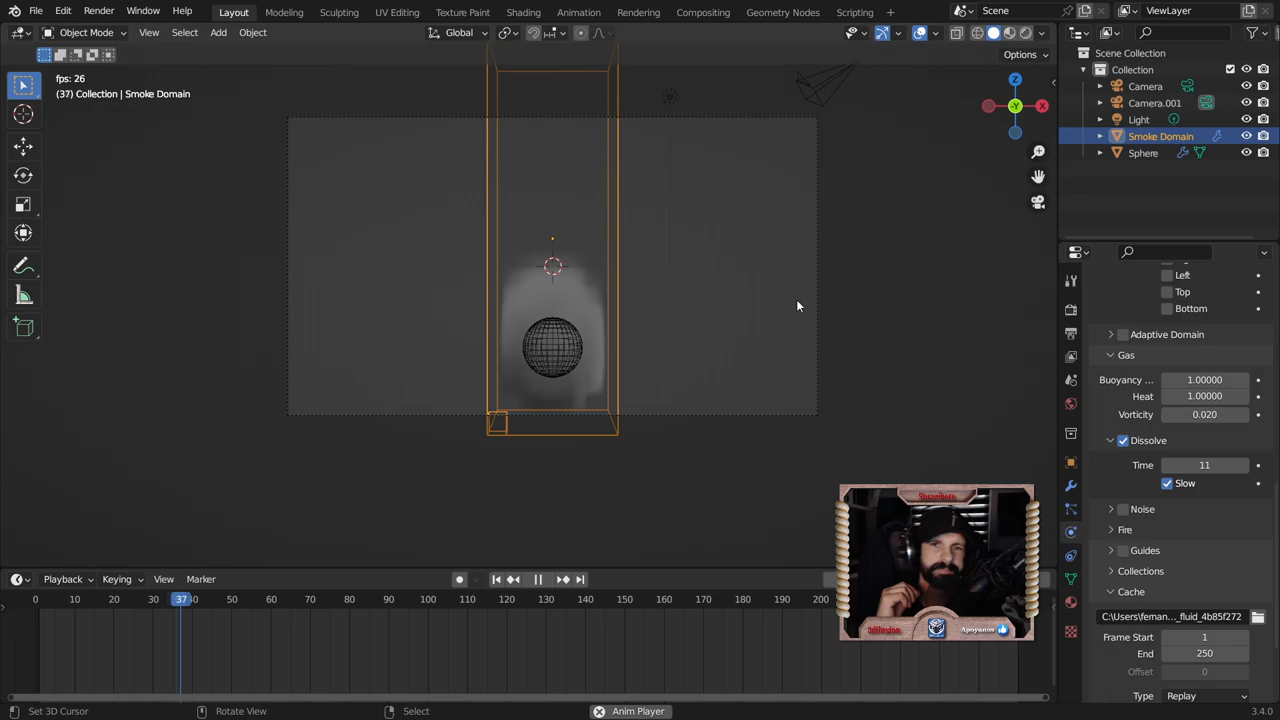 File Edit Render Window Help Layout Modeling Sculpting UV Editing Texture Paint Shading Animation Rendering Compositing Geometry Nodes Scripting Scene ViewLayer
Object Mode View Select Add Object Global
Options
fps: 26
(37) Collection | Smoke Domain
Z
X
-Y
Scene Collection
Collection
Camera
Camera.001
Light
Smoke Domain
Sphere
Left
Top
Bottom
Adaptive Domain
Gas
Buoyancy ... 1.00000
Heat 1.00000
Vorticity 0.020
Dissolve
Time 11
Slow
Noise
Fire
Guides
Collections
Cache
C:\Users\fernan..._fluid_4b85f272
Frame Start 1
End 250
Offset 0
Type Replay
Playback Keying View Marker
0 10 20 30 37 40 50 60 70 80 90 100 110 120 130 140 150 160 170 180 190 200
Suscribete
Apoyanos
Set 3D Cursor Rotate View Select Anim Player 3.4.0